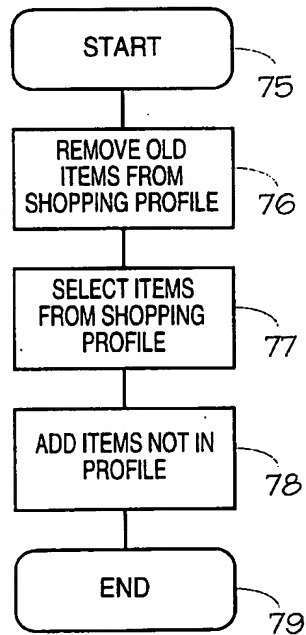 START
75
REMOVE OLD
ITEMS FROM
SHOPPING PROFILE
76
SELECT ITEMS
FROM SHOPPING
PROFILE
77
ADD ITEMS NOT IN
PROFILE
78
END
79